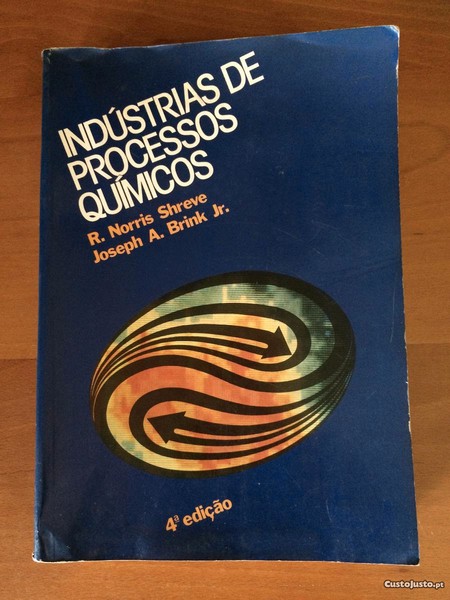 INDÚSTRIAS DE
PROCESSOS
QUÍMICOS
R. Norris Shreve
Joseph A. Brink Jr.
4ª edição
Custojusto.pt